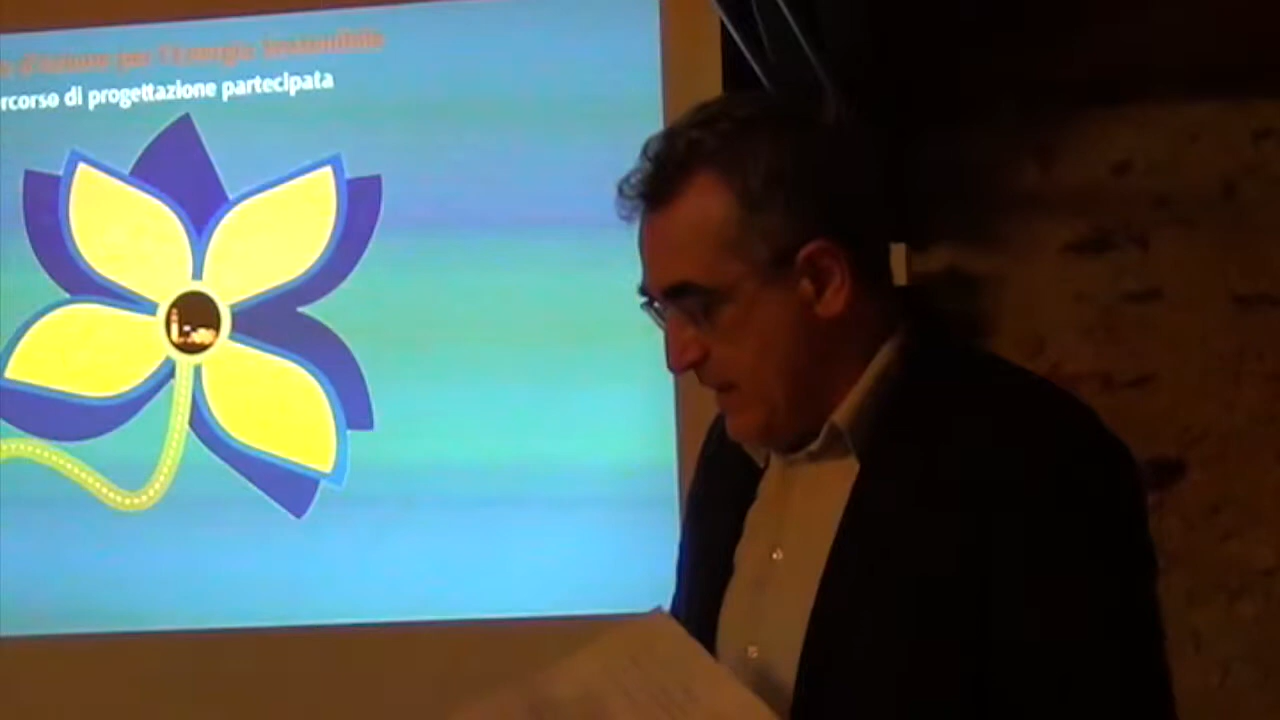 d'azione per l'Energia Sostenibile
rcorso di progettazione partecipata